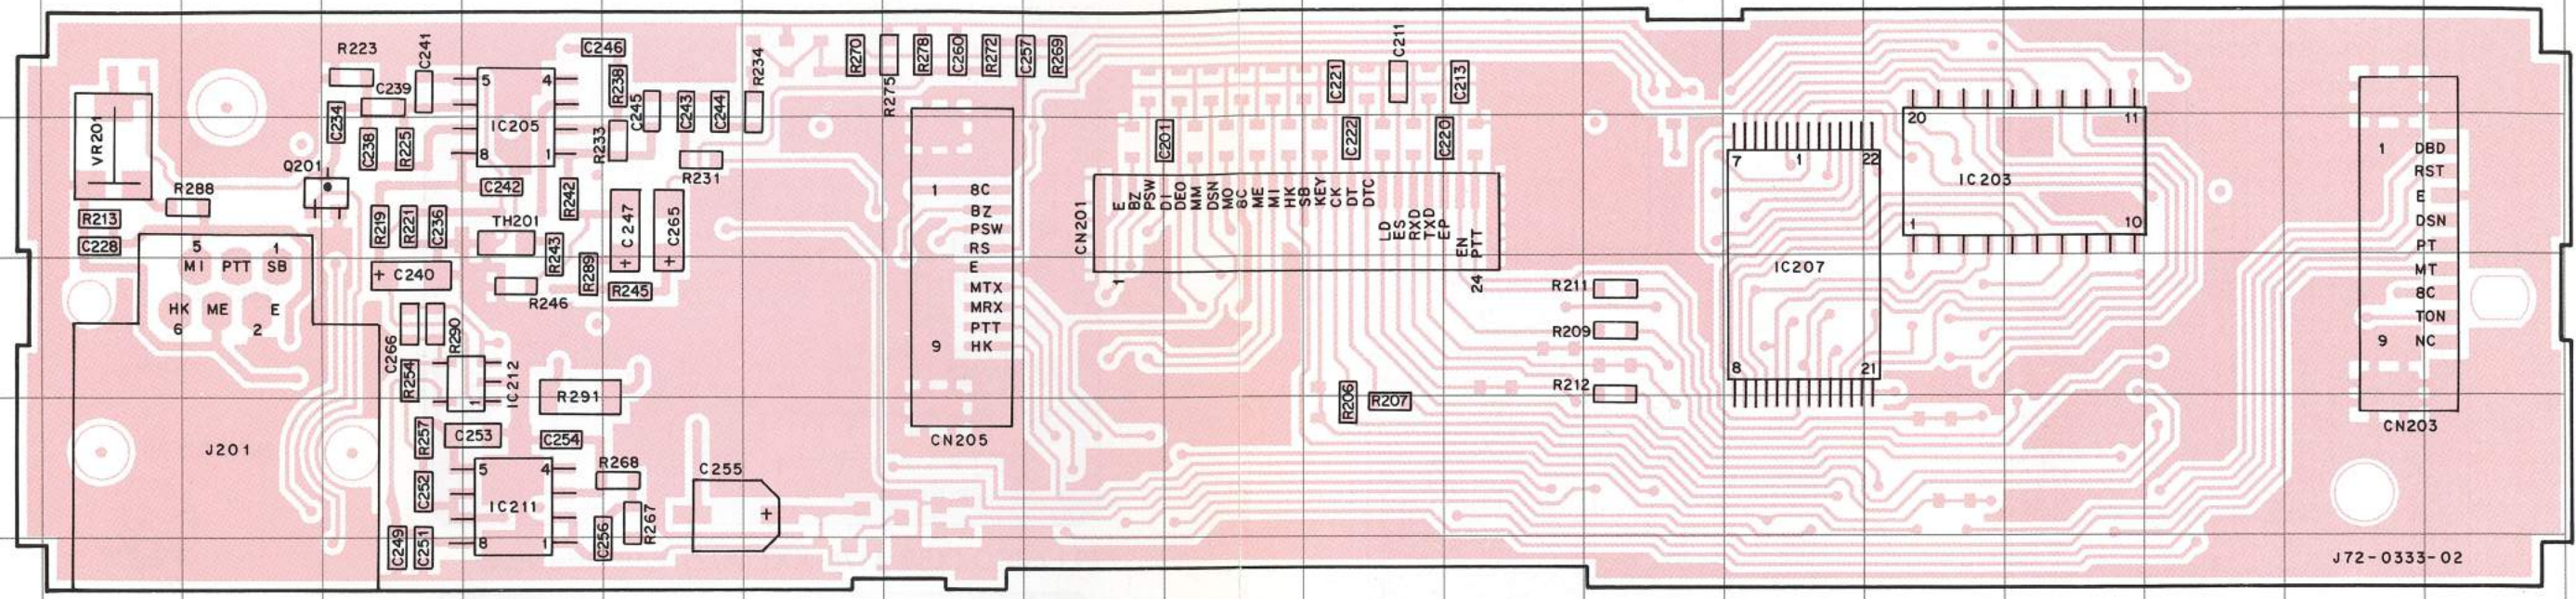 R223
C241
C246
R238
R234
R270
R275
R278
C260
R272
C257
R269
C221
C211
C213
C239
C234
C238
R225
5 4
IC205
8 1
R233
C245
C243
C244
R231
C201
C222
C220
VR201
Q201
R288
R213
C228
R219
R221
C236
C242
R242
TH201
R243
R289
C247 +
C265 +
+ C240
R246
R245
5 1
MI PTT SB
HK ME E
6 2
J201
C266
R290
R254
1
IC212
R291
R257
C253
C254
C252
5 4
IC211
8 1
C249
C251
R268
C256
R267
C255
+
1 8C
BZ
PSW
RS
E
MTX
MRX
PTT
9 HK
CN205
CN201
E
BZ
PSW
DI
DEO
MM
DSN
MO
8C
ME
MI
HK
SB
KEY
CK
DT
DTC
LD
ES
RXD
TXD
EP
EN
PTT
1
24
R211
R209
R212
R206
R207
7 1 22
IC207
8 21
20 11
IC203
1 10
1 DBD
RST
E
DSN
PT
MT
8C
TON
9 NC
CN203
J72-0333-02